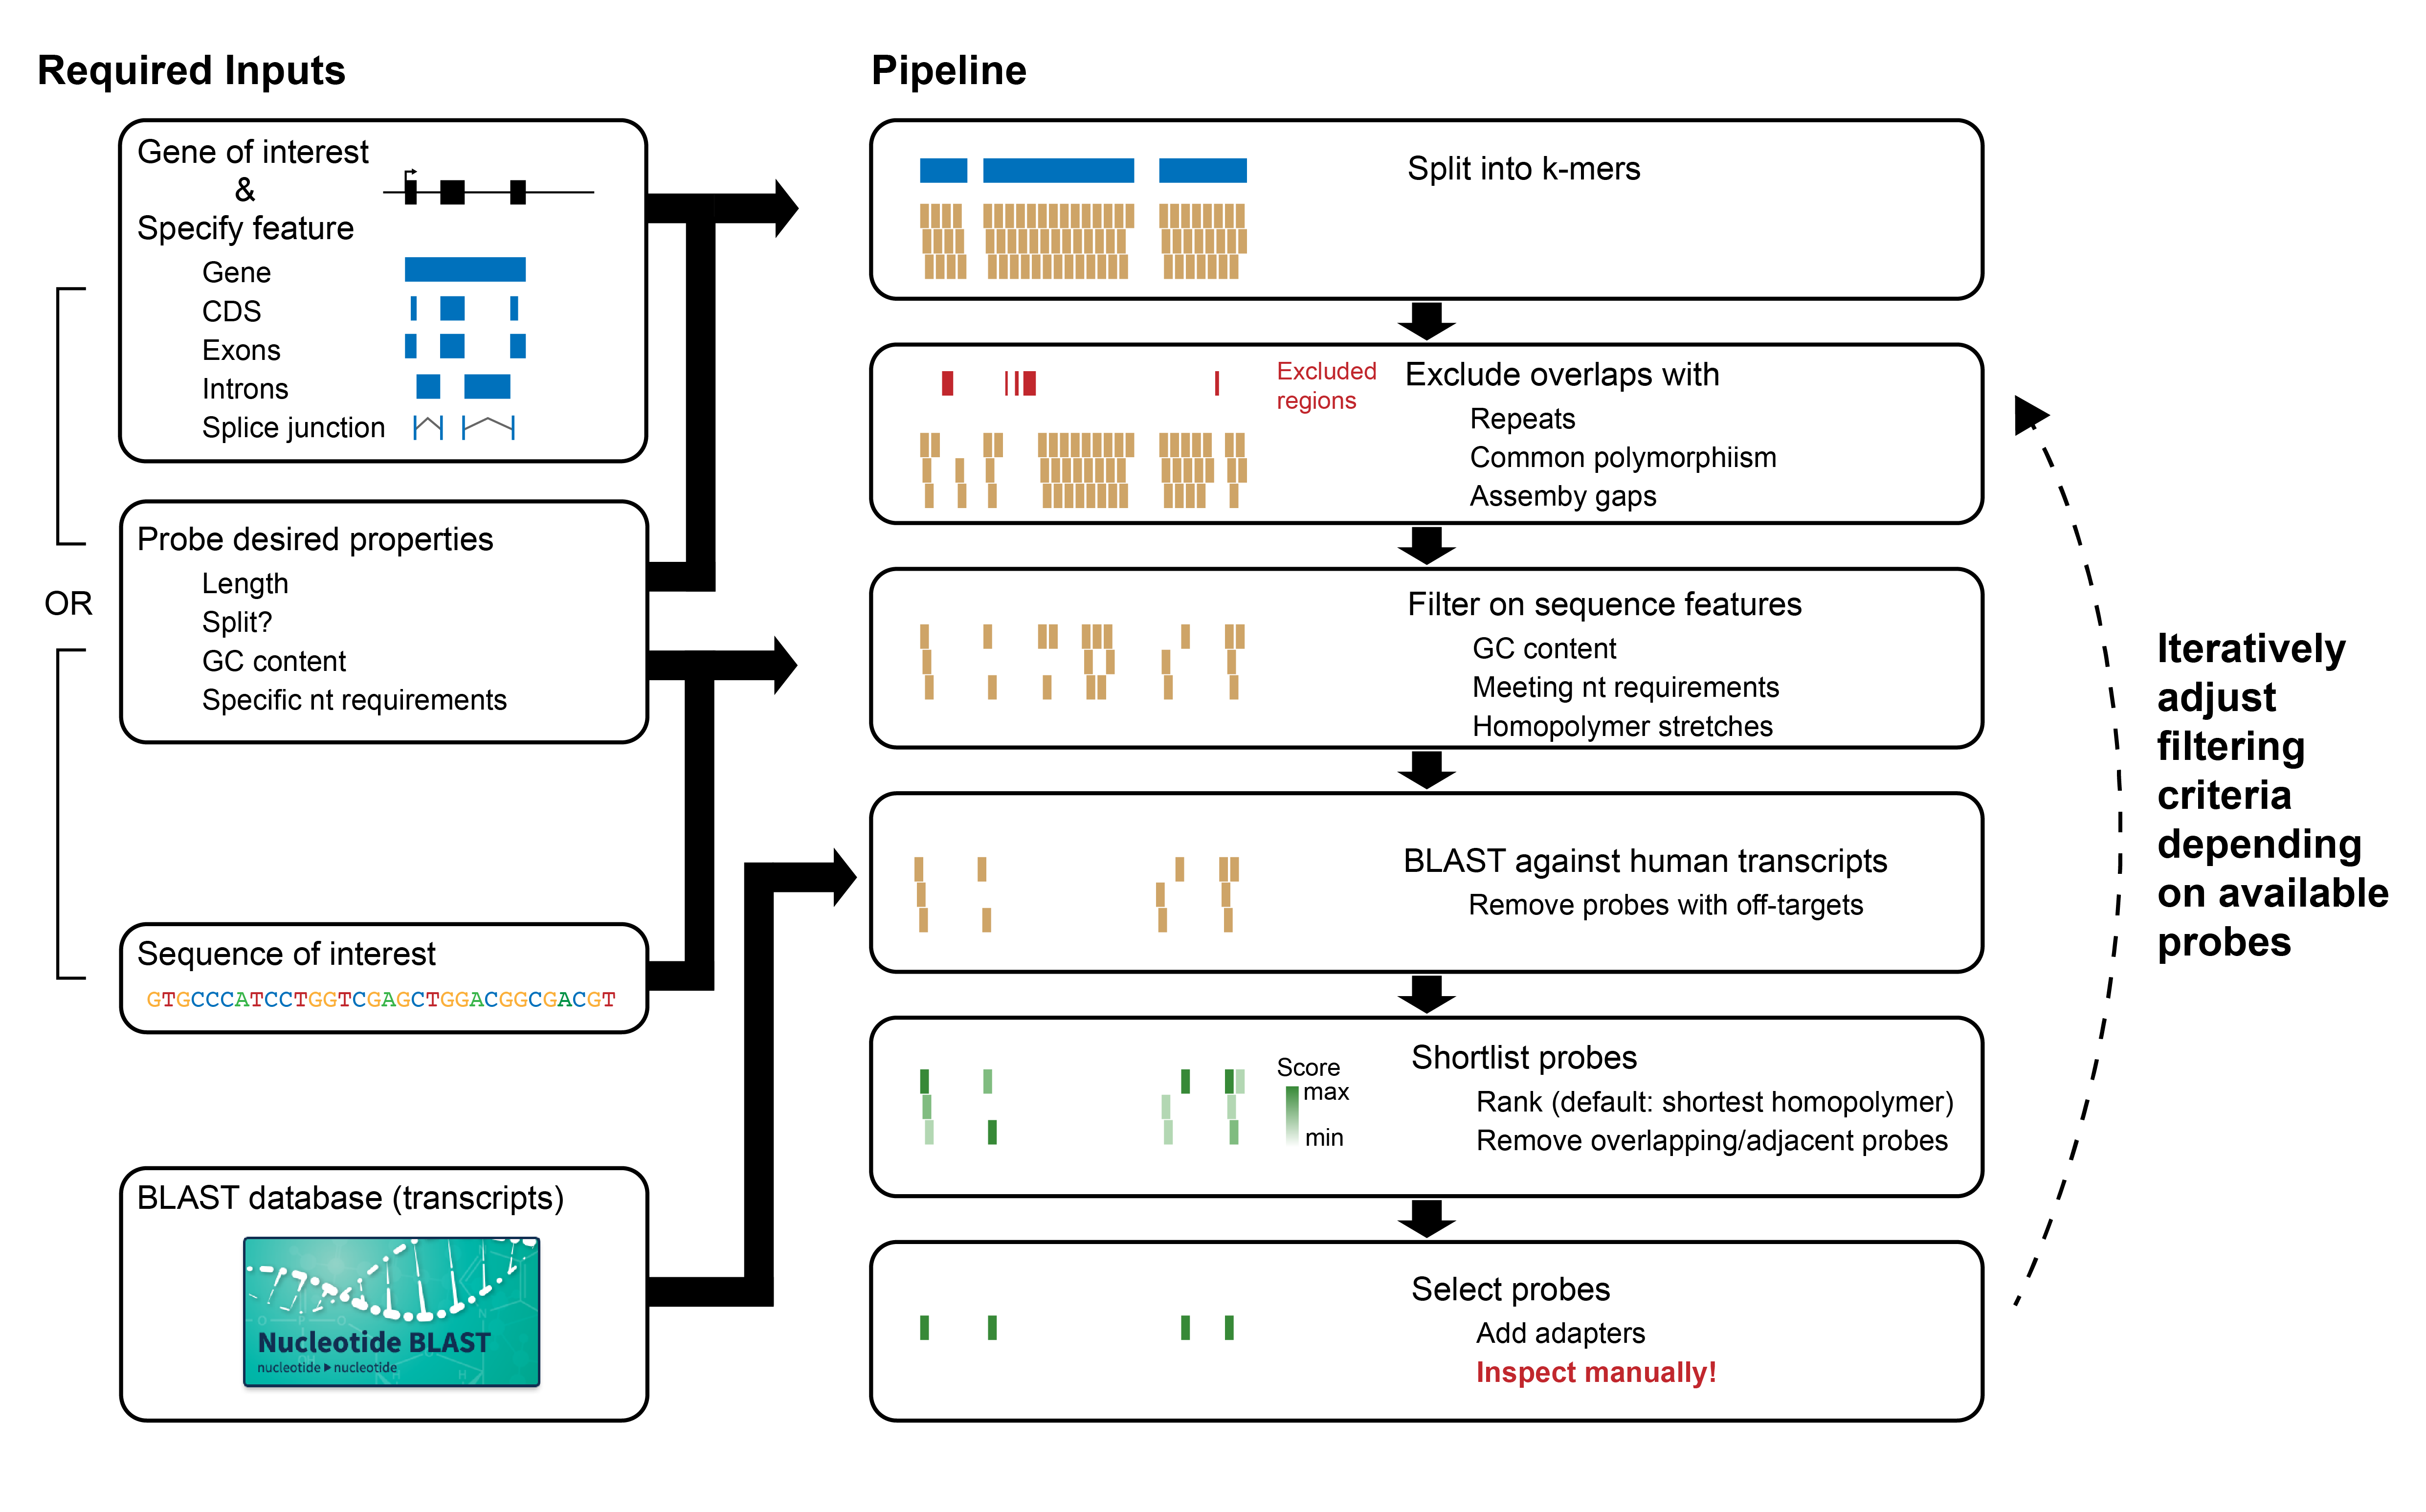 Required Inputs
Gene of interest
&
Specify feature
Gene
CDS
Exons
Introns
Splice junction
OR
Probe desired properties
Length
Split?
GC content
Specific nt requirements
Sequence of interest
GTGCCCATCCTGGTCGAGCTGGACGGCGACGT
BLAST database (transcripts)
Nucleotide BLAST
nucleotide ▶ nucleotide
Pipeline
Split into k-mers
Excluded
regions
Exclude overlaps with
Repeats
Common polymorphiism
Assemby gaps
Filter on sequence features
GC content
Meeting nt requirements
Homopolymer stretches
BLAST against human transcripts
Remove probes with off-targets
Score
max
min
Shortlist probes
Rank (default: shortest homopolymer)
Remove overlapping/adjacent probes
Select probes
Add adapters
Inspect manually!
Iteratively
adjust
filtering
criteria
depending
on available
probes